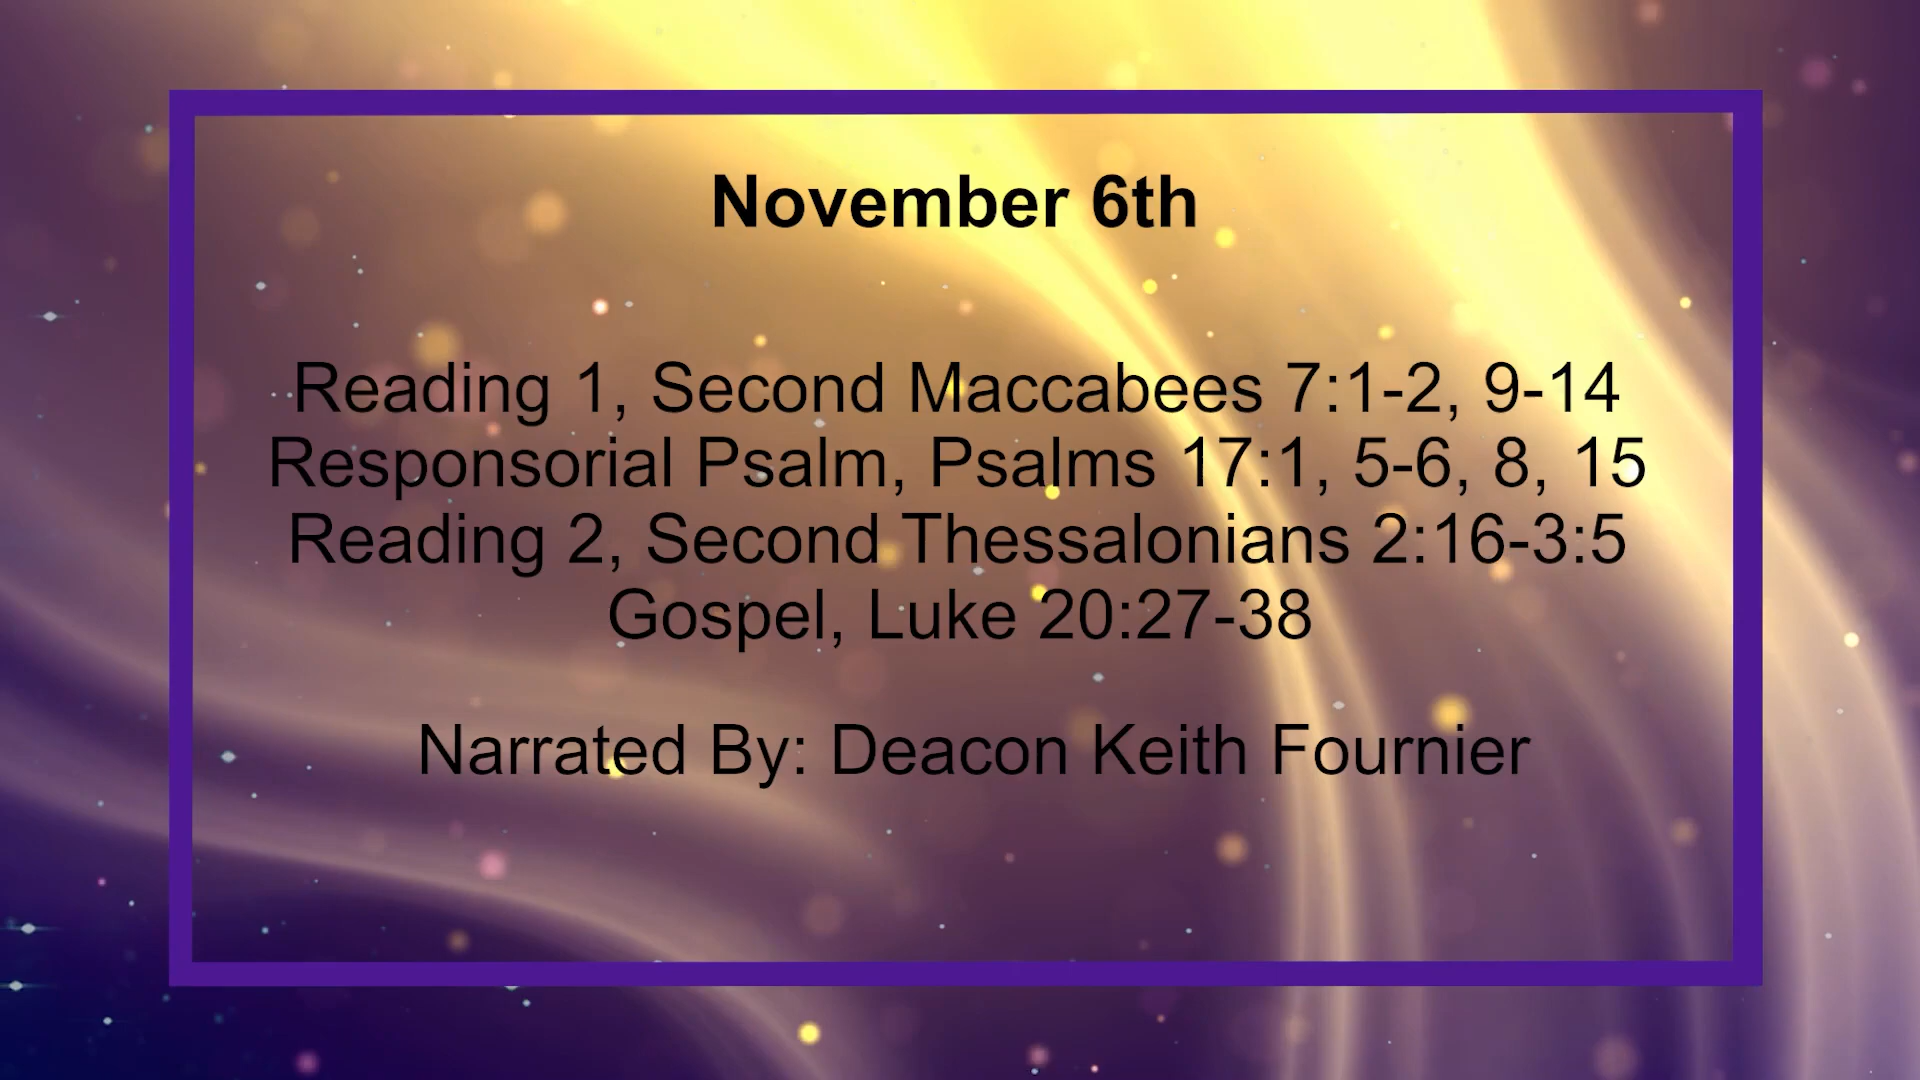 November 6th
Reading 1, Second Maccabees 7:1-2, 9-14
Responsorial Psalm, Psalms 17:1, 5-6, 8, 15
Reading 2, Second Thessalonians 2:16-3:5
Gospel, Luke 20:27-38
Narrated By: Deacon Keith Fournier